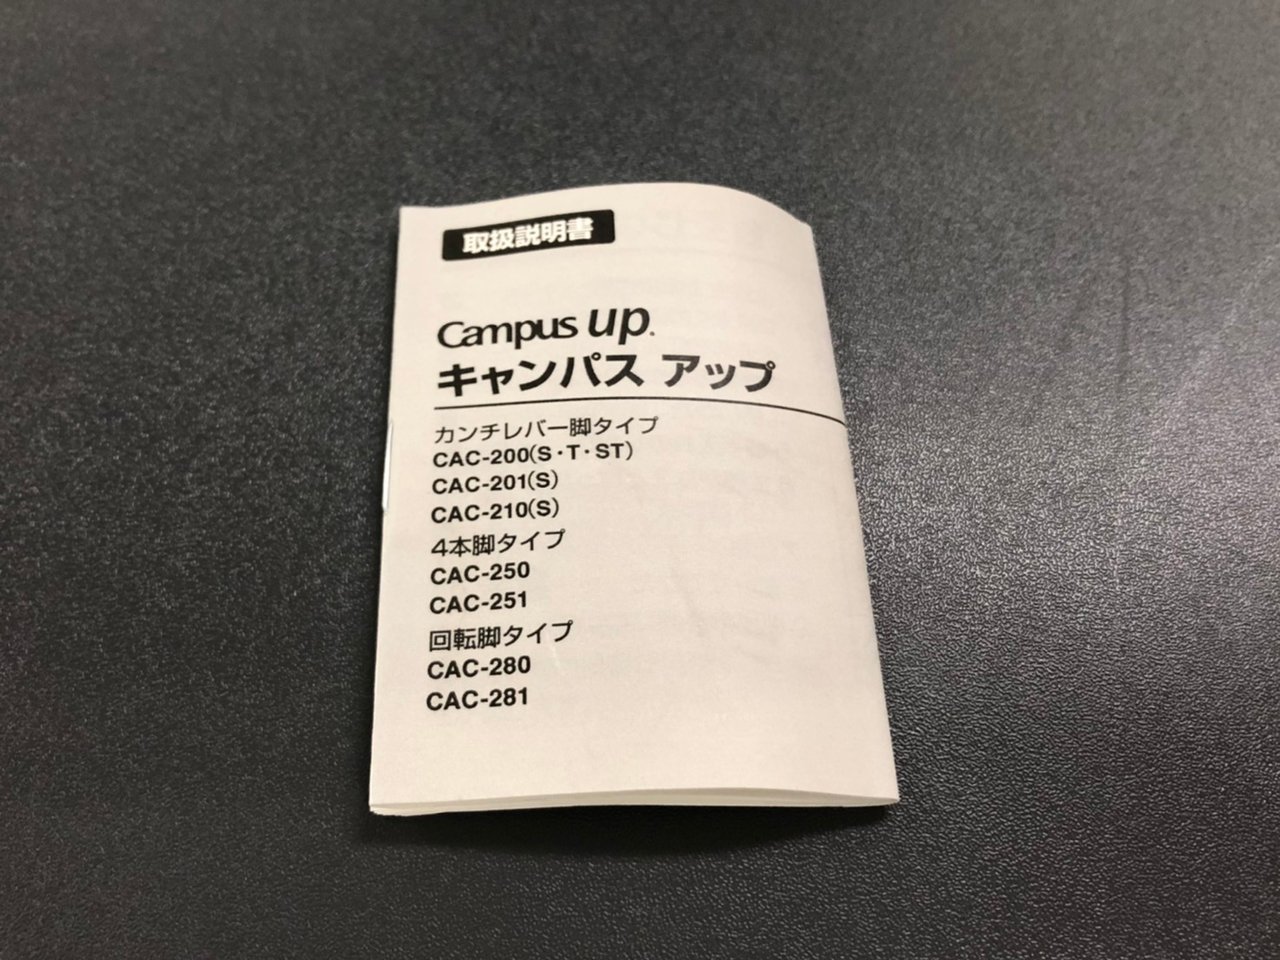 取扱説明書
Campus up.
キャンパス アップ
カンチレバー脚タイプ
CAC-200(S・T・ST)
CAC-201(S)
CAC-210(S)
4本脚タイプ
CAC-250
CAC-251
回転脚タイプ
CAC-280
CAC-281